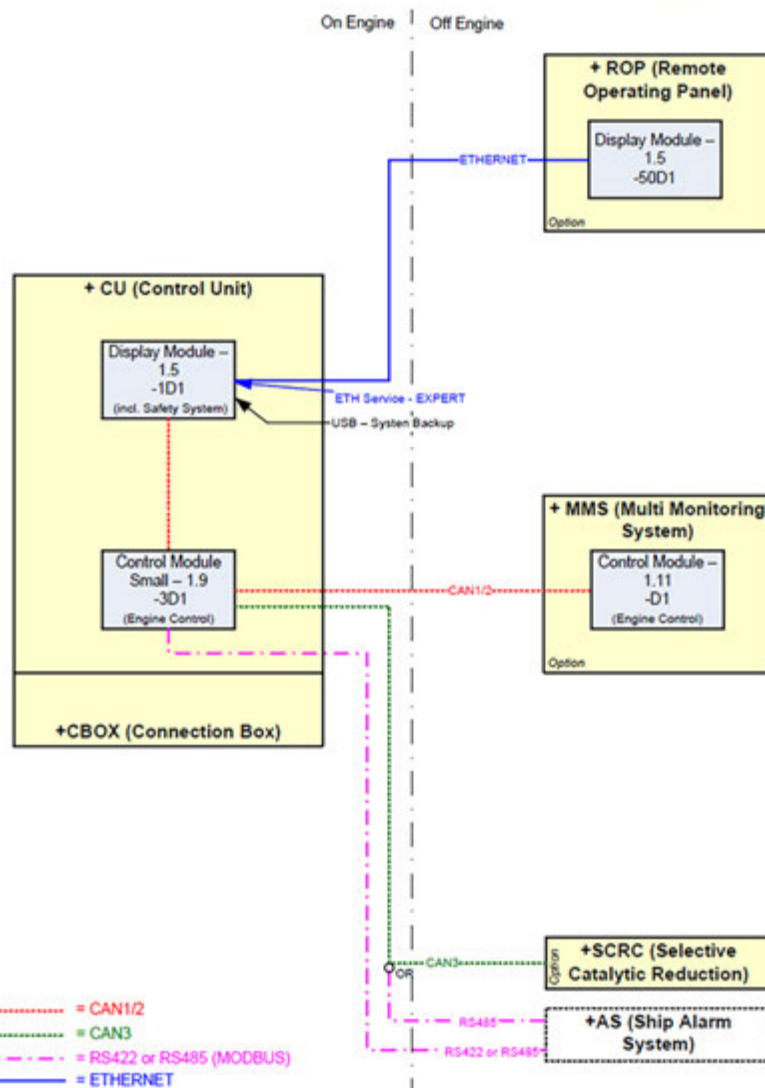 On Engine
Off Engine
+ ROP (Remote
Operating Panel)
Display Module –
1.5
-50D1
Option
ETHERNET
+ CU (Control Unit)
Display Module –
1.5
-1D1
(incl. Safety System)
ETH Service - EXPERT
USB – Systen Backup
+ MMS (Multi Monitoring
System)
Control Module –
1.11
-D1
(Engine Control)
Option
Control Module
Small – 1.9
-3D1
(Engine Control)
CAN1/2
+CBOX (Connection Box)
+SCRC (Selective
Catalytic Reduction)
Option
CAN3
OR
+AS (Ship Alarm
System)
RS485
RS422 or RS485
= CAN1/2
= CAN3
= RS422 or RS485 (MODBUS)
= ETHERNET